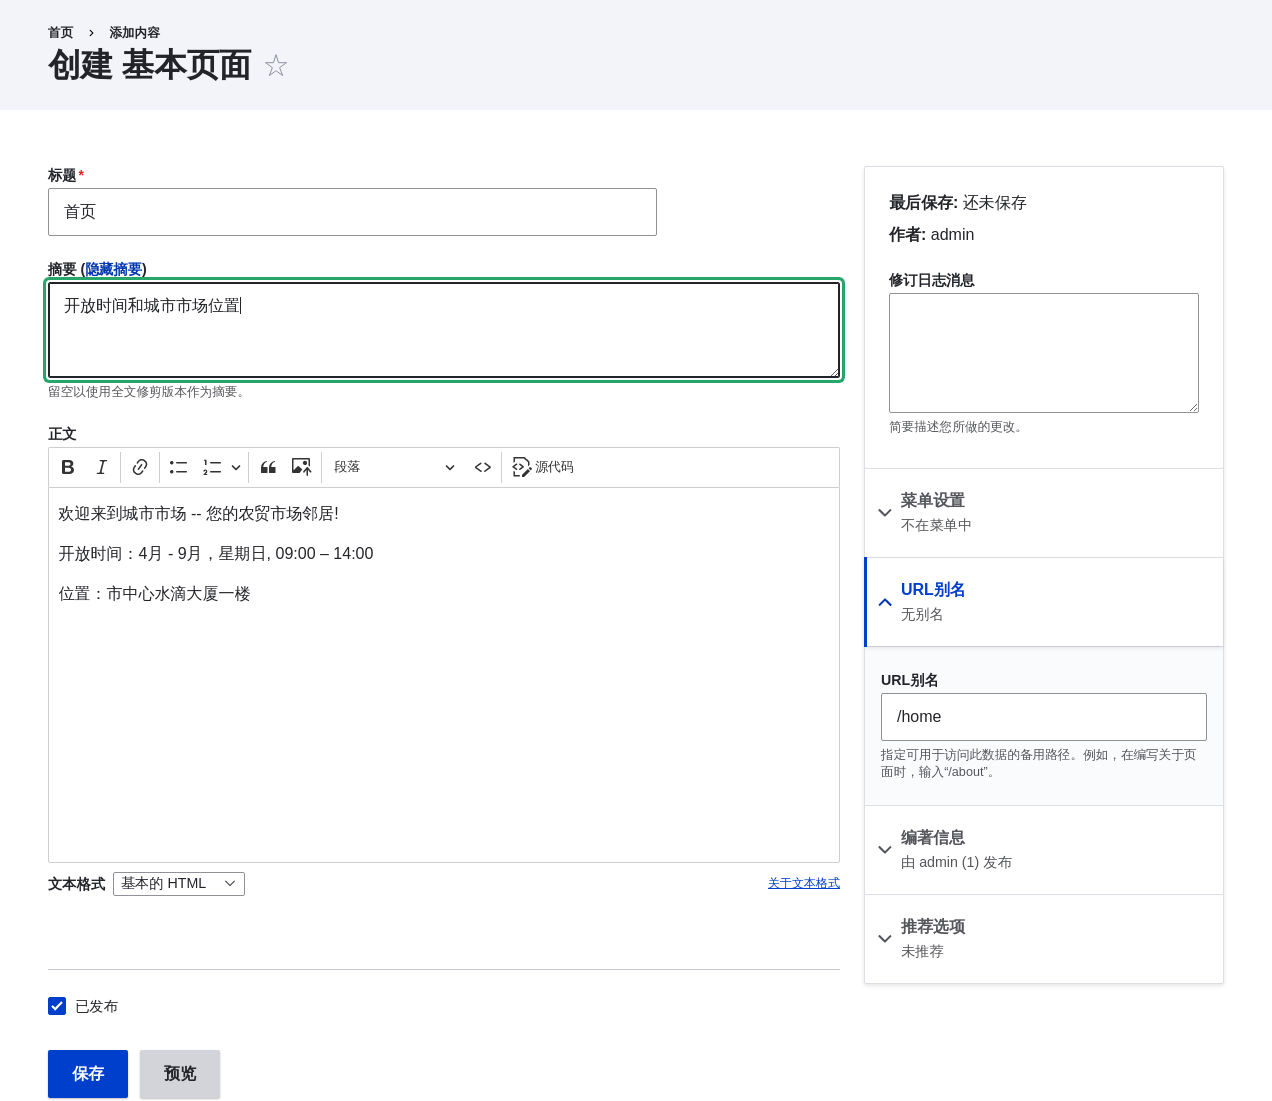 首页 › 添加内容
创建 基本页面
标题*
首页
摘要 (隐藏摘要)
开放时间和城市市场位置
留空以使用全文修剪版本作为摘要。
正文
B I 段落 源代码
欢迎来到城市市场 -- 您的农贸市场邻居!
开放时间：4月 - 9月，星期日, 09:00 – 14:00
位置：市中心水滴大厦一楼
文本格式 基本的 HTML 关于文本格式
已发布
保存 预览
最后保存: 还未保存
作者: admin
修订日志消息
简要描述您所做的更改。
菜单设置
不在菜单中
URL别名
无别名
URL别名
/home
指定可用于访问此数据的备用路径。例如，在编写关于页
面时，输入“/about”。
编著信息
由 admin (1) 发布
推荐选项
未推荐